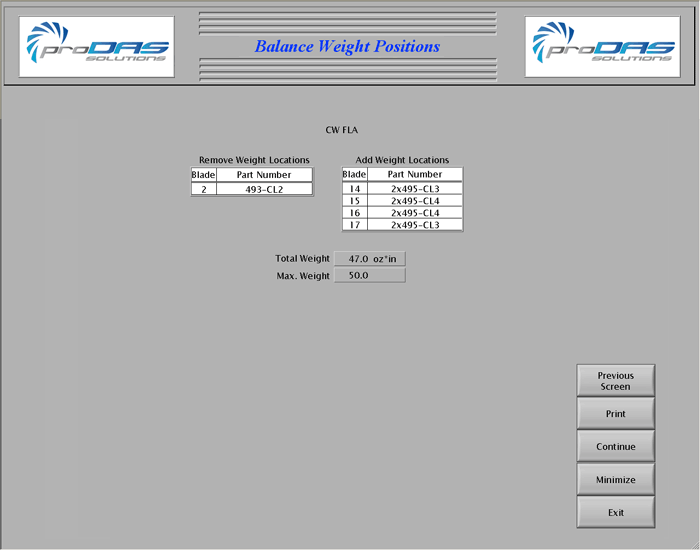 proDAS SOLUTIONS
Balance Weight Positions
proDAS SOLUTIONS
CW FLA
Remove Weight Locations
Blade Part Number
2 493-CL2
Add Weight Locations
Blade Part Number
14 2x495-CL3
15 2x495-CL4
16 2x495-CL4
17 2x495-CL3
Total Weight 47.0 oz*in
Max. Weight 50.0
Previous
Screen
Print
Continue
Minimize
Exit